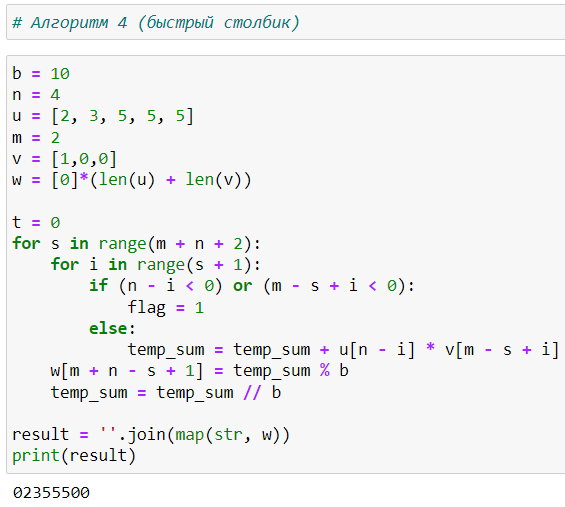 # Алгоритм 4 (быстрый столбик)
b = 10
n = 4
u = [2, 3, 5, 5, 5]
m = 2
v = [1,0,0]
w = [0]*(len(u) + len(v))
t = 0
for s in range(m + n + 2):
    for i in range(s + 1):
        if (n - i < 0) or (m - s + i < 0):
            flag = 1
        else:
            temp_sum = temp_sum + u[n - i] * v[m - s + i]
    w[m + n - s + 1] = temp_sum % b
    temp_sum = temp_sum // b
result = ''.join(map(str, w))
print(result)
02355500